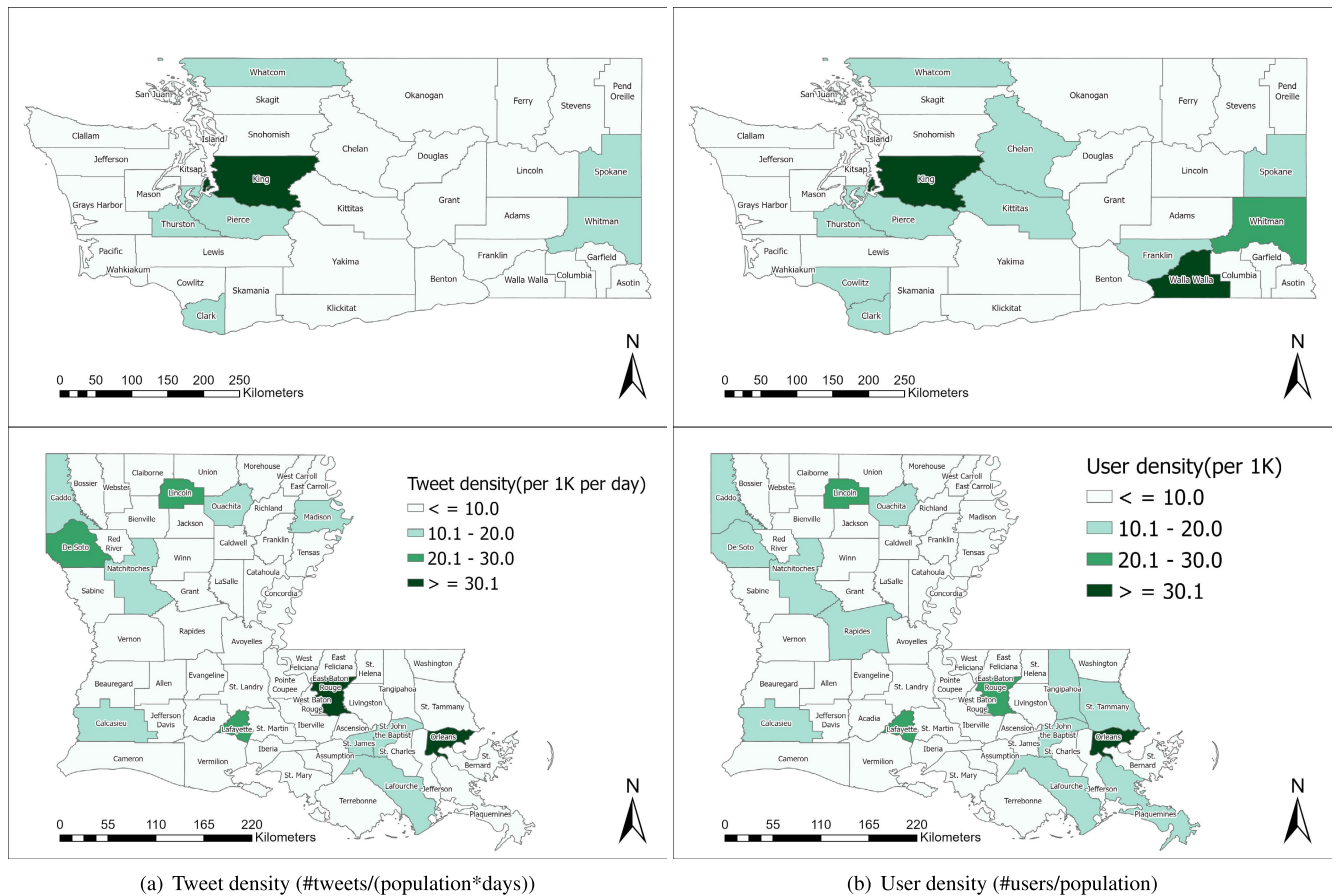 Whatcom
San Juan
Skagit
Okanogan
Ferry
Stevens
Pend
Oreille
Clallam
Island
Snohomish
Chelan
Jefferson
Kitsap
King
Douglas
Lincoln
Spokane
Mason
Grays Harbor
Grant
Kittitas
Adams
Whitman
Thurston
Pierce
Pacific
Lewis
Yakima
Franklin
Garfield
Wahkiakum
Cowlitz
Benton
Walla Walla
Columbia
Asotin
Skamania
Klickitat
Clark
N
0 50 100 150 200 250
Kilometers
Whatcom
San Juan
Skagit
Okanogan
Ferry
Stevens
Pend
Oreille
Clallam
Island
Snohomish
Chelan
Jefferson
Kitsap
King
Douglas
Lincoln
Spokane
Mason
Grays Harbor
Grant
Kittitas
Adams
Whitman
Thurston
Pierce
Pacific
Lewis
Yakima
Franklin
Garfield
Wahkiakum
Cowlitz
Benton
Walla Walla
Columbia
Asotin
Skamania
Klickitat
Clark
N
0 50 100 150 200 250
Kilometers
Caddo
Bossier
Webster
Claiborne
Union
Morehouse
West Carroll
East Carroll
Lincoln
Ouachita
Richland
Madison
Bienville
Jackson
De Soto
Red
River
Caldwell
Franklin
Tensas
Winn
Natchitoches
LaSalle
Catahoula
Sabine
Grant
Concordia
Vernon
Rapides
Avoyelles
West
Feliciana
East
Feliciana
St.
Helena
Washington
Beauregard
Allen
Evangeline
St. Landry
Pointe
Coupee
East Baton
Rouge
Tangipahoa
West Baton
Rouge
Livingston
St. Tammany
Calcasieu
Jefferson
Davis
Acadia
Lafayette
St. Martin
Iberville
Ascension
St. John
the Baptist
Orleans
St. James
St. Charles
Cameron
Vermilion
Iberia
Assumption
St.
Bernard
St. Mary
Lafourche
Jefferson
Terrebonne
Plaquemines
Tweet density(per 1K per day)
< = 10.0
10.1 - 20.0
20.1 - 30.0
> = 30.1
N
0 55 110 165 220
Kilometers
Caddo
Bossier
Webster
Claiborne
Union
Morehouse
West Carroll
East Carroll
Lincoln
Ouachita
Richland
Madison
Bienville
Jackson
De Soto
Red
River
Caldwell
Franklin
Tensas
Winn
Natchitoches
LaSalle
Catahoula
Sabine
Grant
Concordia
Vernon
Rapides
Avoyelles
West
Feliciana
East
Feliciana
St.
Helena
Washington
Beauregard
Allen
Evangeline
St. Landry
Pointe
Coupee
East Baton
Rouge
Tangipahoa
West Baton
Rouge
Livingston
St. Tammany
Calcasieu
Jefferson
Davis
Acadia
Lafayette
St. Martin
Iberville
Ascension
St. John
the Baptist
Orleans
St. James
St. Charles
Cameron
Vermilion
Iberia
Assumption
St.
Bernard
St. Mary
Lafourche
Jefferson
Terrebonne
Plaquemines
User density(per 1K)
< = 10.0
10.1 - 20.0
20.1 - 30.0
> = 30.1
N
0 55 110 165 220
Kilometers
(a) Tweet density (#tweets/(population*days))
(b) User density (#users/population)